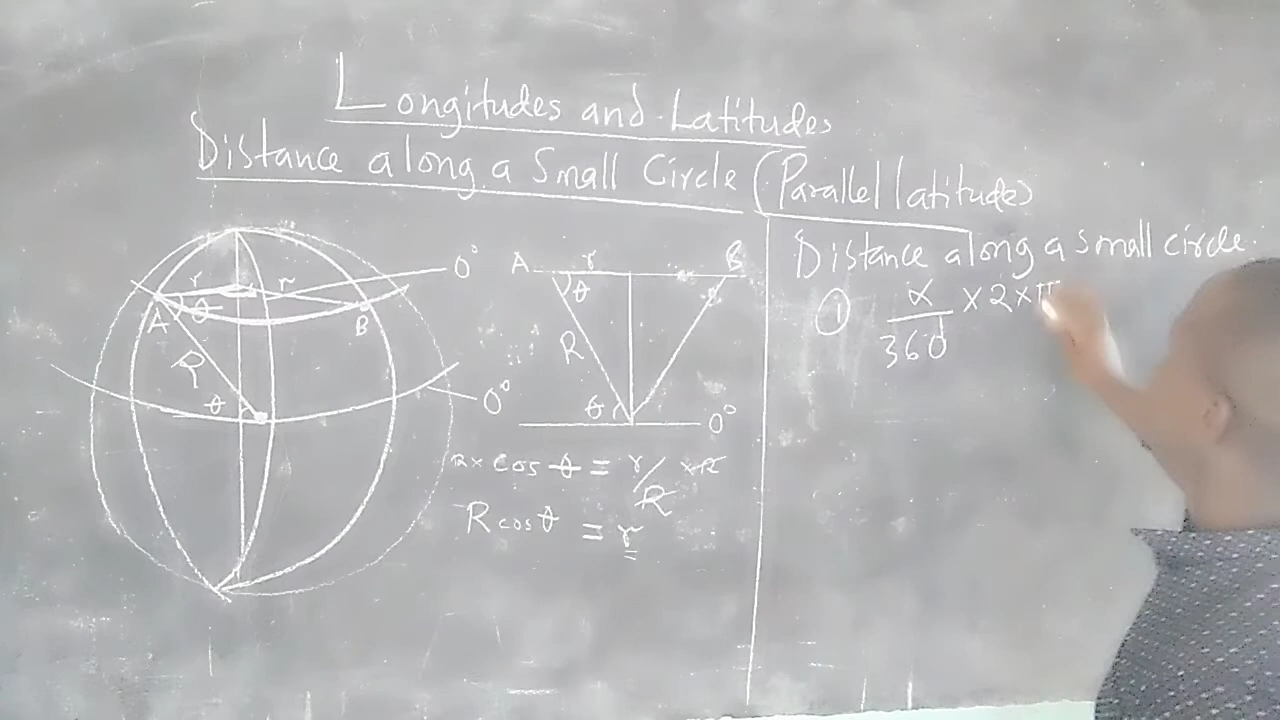 Longitudes and Latitudes
Distance along a Small Circle (Parallel latitude)
Distance along a small circle.
① α/360 × 2 × π
r r θ° 
A θ B
R
θ 0°
A r B
θ θ
R
θ 0°
R× cos θ = r/R ×R
R cos θ = r